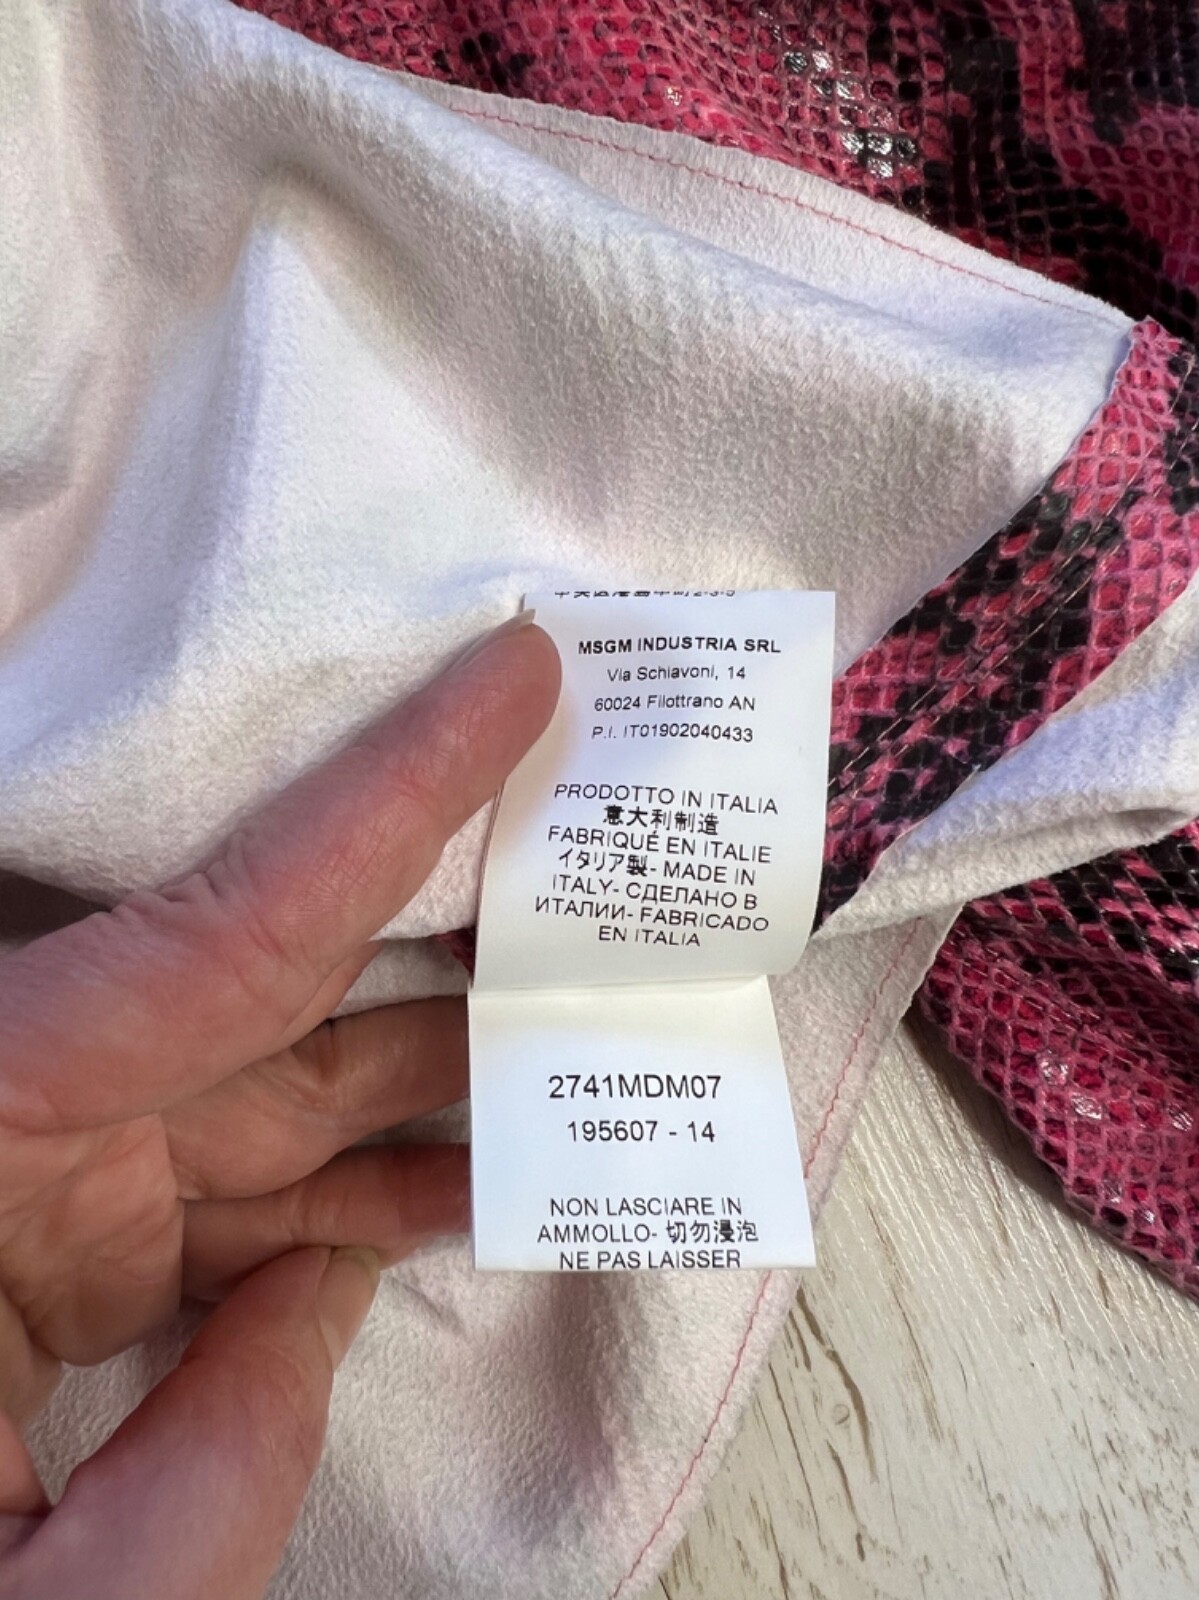 MSGM INDUSTRIA SRL
Via Schiavoni, 14
60024 Filottrano AN
P.I. IT01902040433
PRODOTTO IN ITALIA
意大利制造
FABRIQUÉ EN ITALIE
イタリア製- MADE IN
ITALY- СДЕЛАНО В
ИТАЛИИ- FABRICADO
EN ITALIA
2741MDM07
195607 - 14
NON LASCIARE IN
AMMOLLO- 切勿浸泡
NE PAS LAISSER